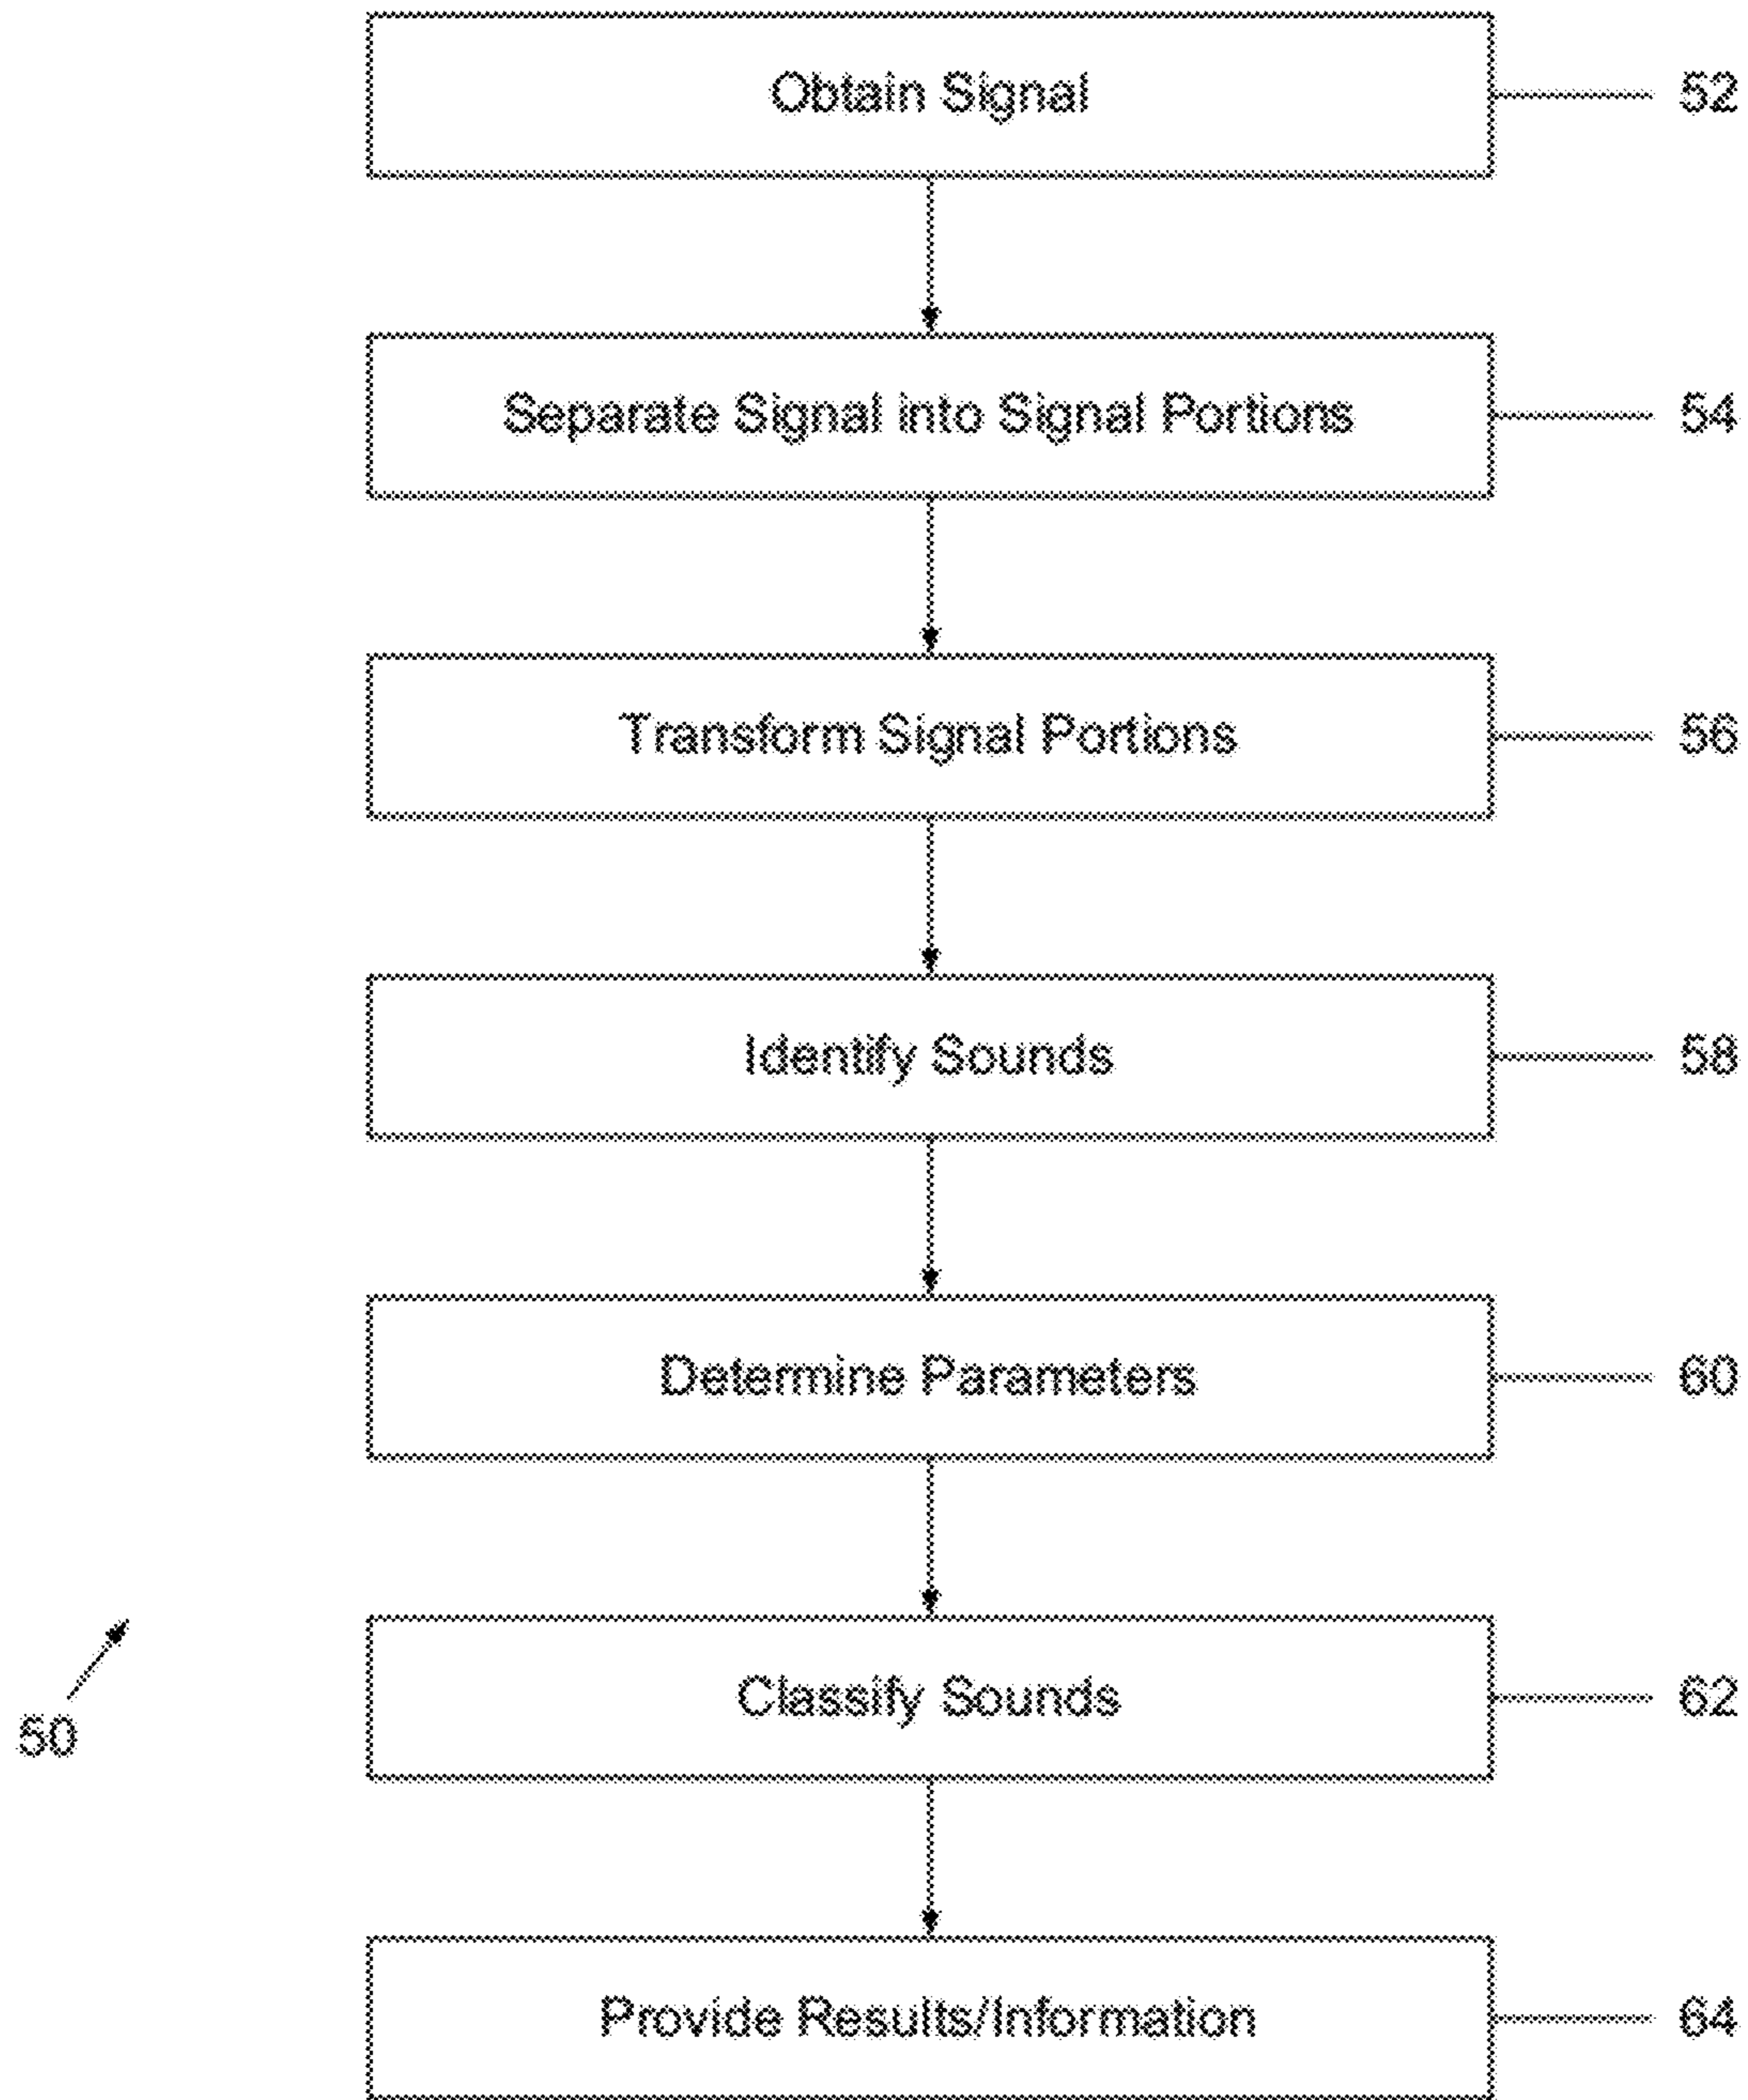 Obtain Signal
52
Separate Signal into Signal Portions
54
Transform Signal Portions
56
Identify Sounds
58
Determine Parameters
60
Classify Sounds
62
50
Provide Results/Information
64